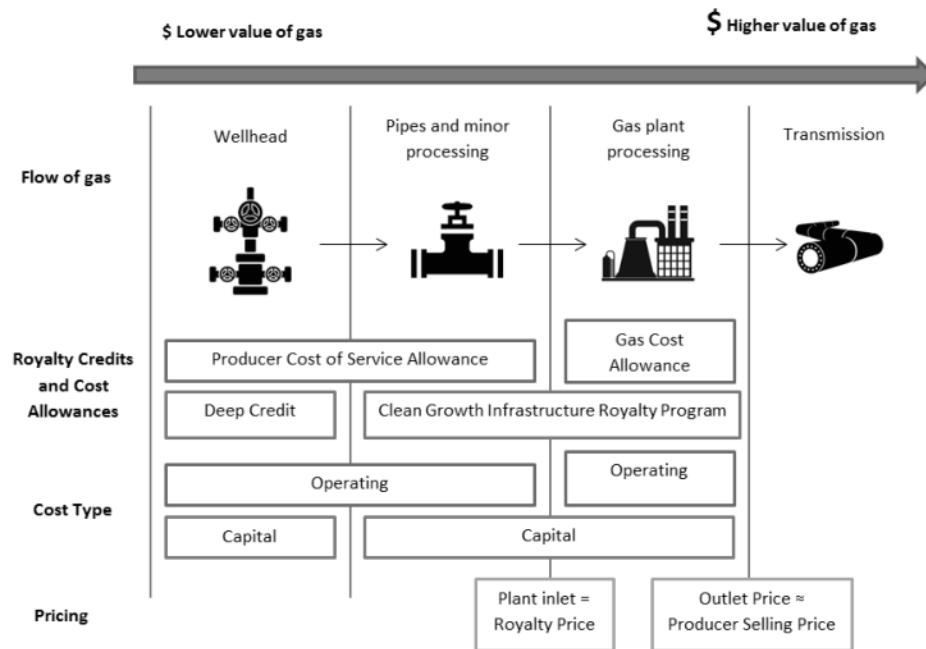 $ Lower value of gas
$ Higher value of gas
Wellhead
Pipes and minor
processing
Gas plant
processing
Transmission
Flow of gas
Royalty Credits
and Cost
Allowances
Producer Cost of Service Allowance
Gas Cost
Allowance
Deep Credit
Clean Growth Infrastructure Royalty Program
Cost Type
Operating
Operating
Capital
Capital
Pricing
Plant inlet =
Royalty Price
Outlet Price ≈
Producer Selling Price